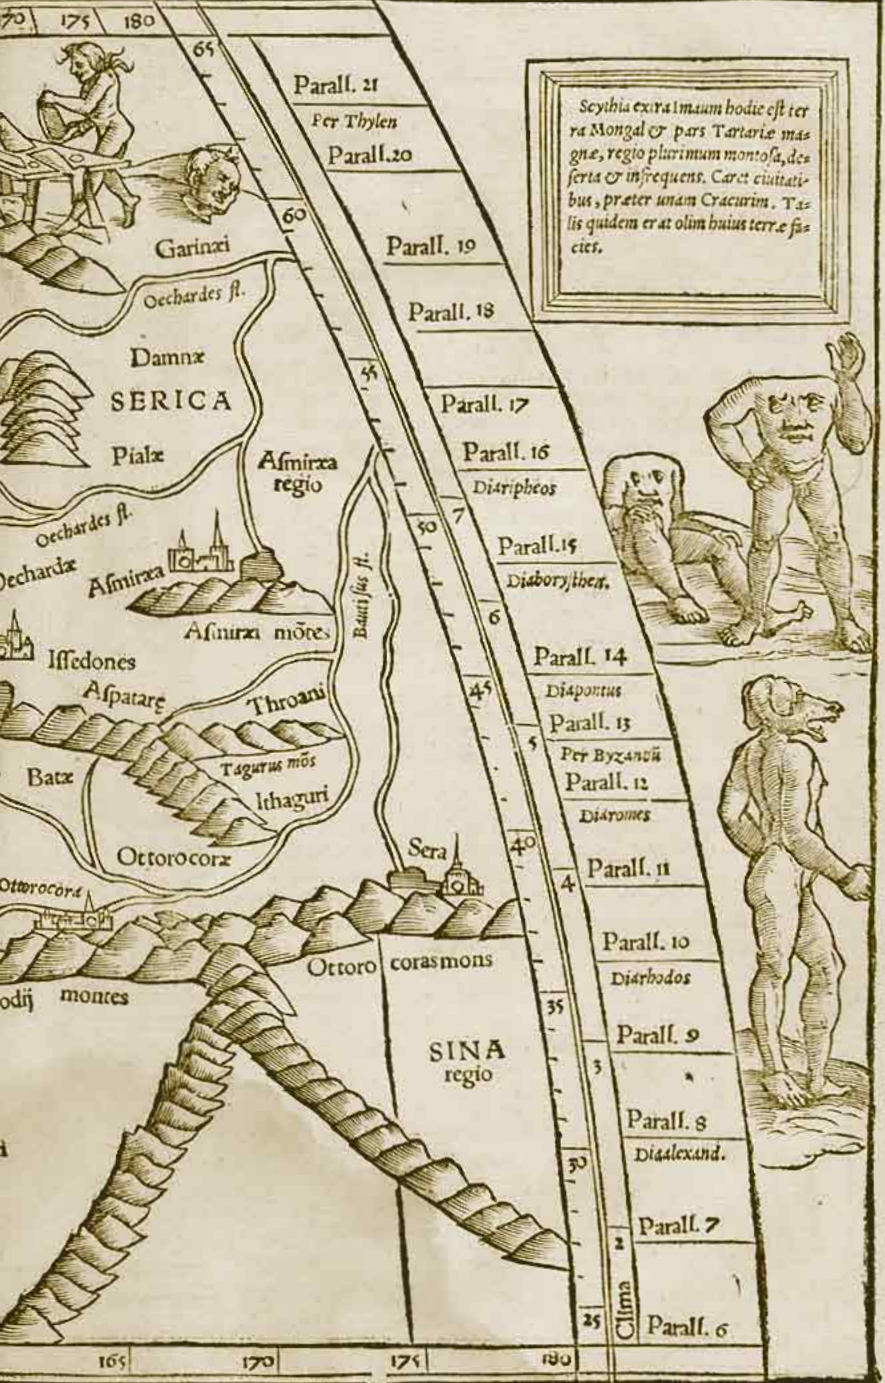 170 175 180
65
Parall. 21
Per Thylen
Parall.20
60
Parall. 19
Parall. 18
55
Parall. 17
Parall. 16
Diaripheos
50
7
Parall.15
Diaborysthen.
6
Parall. 14
45
Diapontus
5
Parall. 13
Per Byzantiū
Parall. 12
Diaromes
40
4
Parall. 11
Parall. 10
Diarhodos
35
Parall. 9
3
Parall. 8
Diaalexand.
30
Parall. 7
2
25
Clima
Parall. 6
Scythia extra Imaum hodie est ter
ra Mongal & pars Tartariæ ma⸗
gnæ, regio plurimum montosa, de⸗
serta & infrequens. Caret ciuitati⸗
bus, præter unam Cracurim. Ta⸗
lis quidem erat olim huius terræ fa⸗
cies.
Garinæi
Oechardes fl.
Damnæ
SERICA
Pialæ
Asmiræa
regio
Oechardes fl.
Oechardæ
Asmiræa
Bautisus fl.
Asmiræi mōtes
Issedones
Aspataræ
Throani
Tagurus mōs
Batæ
Ithaguri
Ottorocoræ
Sera
Ottorocora
Ottoro corasmons
odij montes
SINA
regio
165 170 175 180